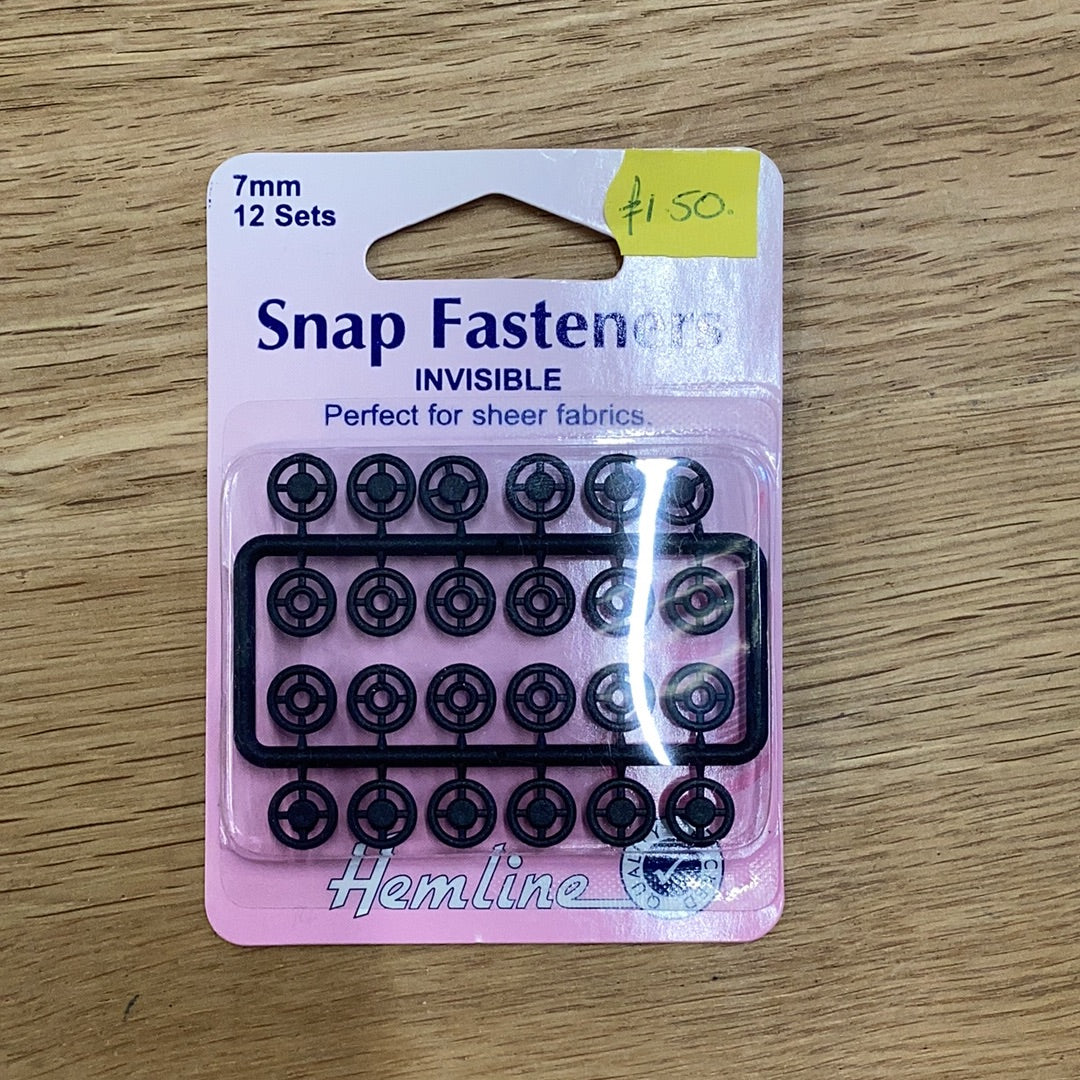 7mm
12 Sets
£1.50.
Snap Fasteners
INVISIBLE
Perfect for sheer fabrics.
Hemline